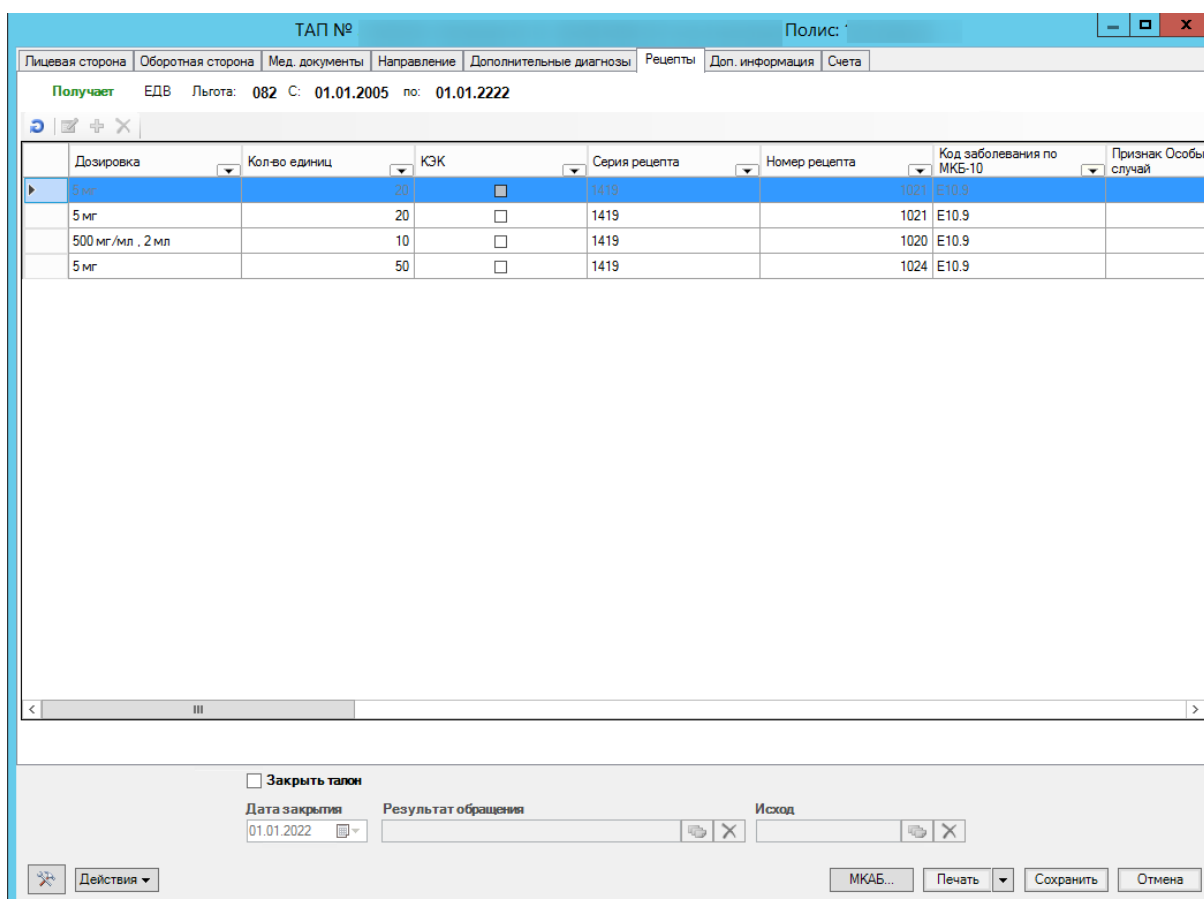 ТАП № Полис:
Лицевая сторона Оборотная сторона Мед. документы Направление Дополнительные диагнозы Рецепты Доп. информация Счета
Получает ЕДВ Льгота: 082 С: 01.01.2005 по: 01.01.2222
Дозировка Кол-во единиц КЭК Серия рецепта Номер рецепта Код заболевания по МКБ-10 Признак Особы случай
5 мг 20 1419 1021 E10.9
5 мг 20 1419 1021 E10.9
500 мг/мл , 2 мл 10 1419 1020 E10.9
5 мг 50 1419 1024 E10.9
Закрыть талон
Дата закрытия Результат обращения Исход
01.01.2022
Действия МКАБ... Печать Сохранить Отмена